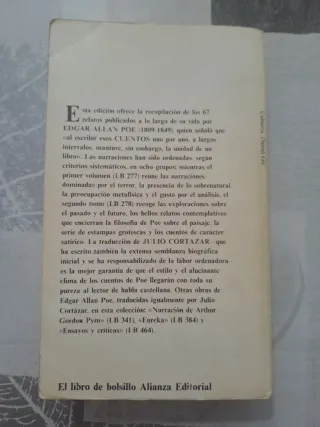 Esta edición ofrece la recopilación de los 67
relatos publicados a lo largo de su vida por
EDGAR ALLAN POE (1809-1849), quien señaló que
«al escribir esos CUENTOS uno por uno, a largos
intervalos, mantuve, sin embargo, la unidad de un
libro». Las narraciones han sido ordenadas, según
criterios sistemáticos, en ocho grupos: mientras el
primer volumen (LB 277) reúne las narraciones
dominadas por el terror, la presencia de lo sobrenatural,
la preocupación metafísica y el gusto por el análisis, el
segundo tomo (LB 278) recoge las exploraciones sobre
el pasado y el futuro, los bellos relatos contemplativos
que encierran la filosofía de Poe sobre el paisaje, la
serie de estampas grotescas y los cuentos de carácter
satírico. La traducción de JULIO CORTAZAR -que
ha escrito también la extensa semblanza biográfica
inicial y se ha responsabilizado de la labor ordenadora-
es la mejor garantía de que el estilo y el alucinante
clima de los cuentos de Poe llegarán con toda su
pureza al lector de habla castellana. Otras obras de
Edgar Allan Poe, traducidas igualmente por Julio
Cortázar, en esta colección: «Narración de Arthur
Gordon Pym» (LB 341), «Eureka» (LB 384) y
«Ensayos y críticas» (LB 464).
El libro de bolsillo Alianza Editorial
Cubierta Daniel Gil